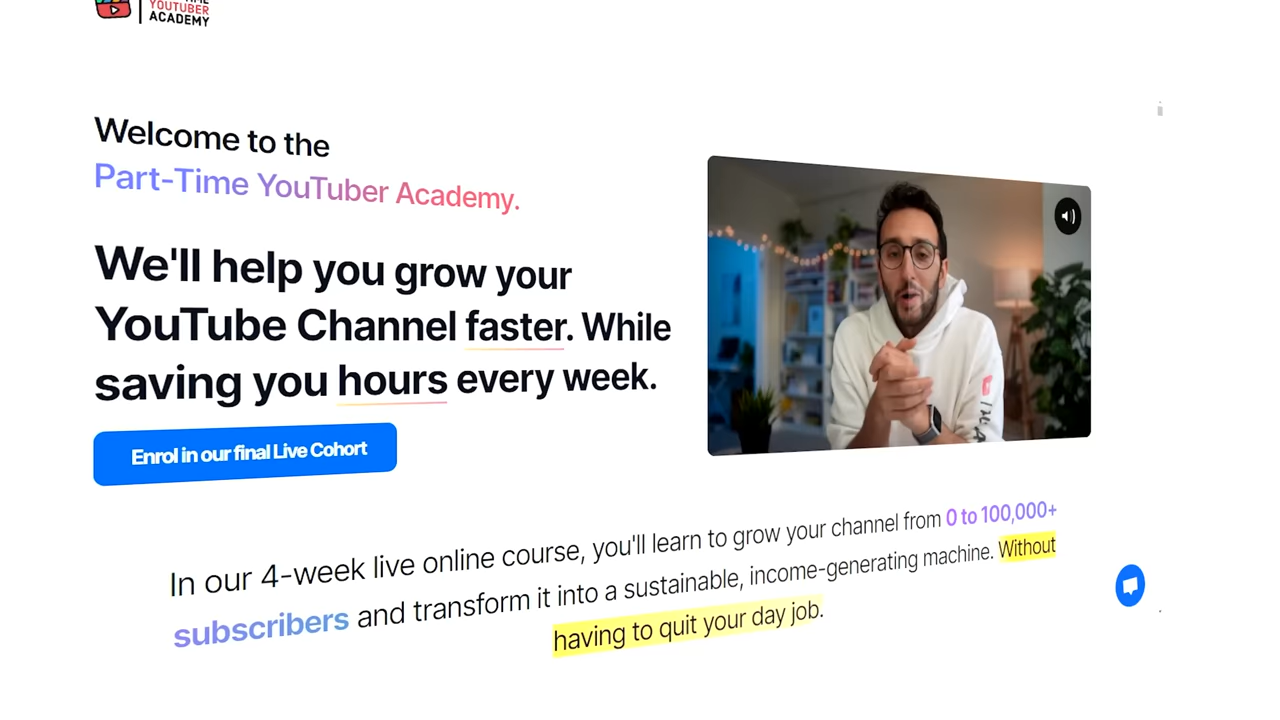 YOUTUBER
ACADEMY
Welcome to the
Part-Time YouTuber Academy.
We'll help you grow your
YouTube Channel faster. While
saving you hours every week.
Enrol in our final Live Cohort
In our 4-week live online course, you'll learn to grow your channel from 0 to 100,000+
subscribers and transform it into a sustainable, income-generating machine. Without
having to quit your day job.